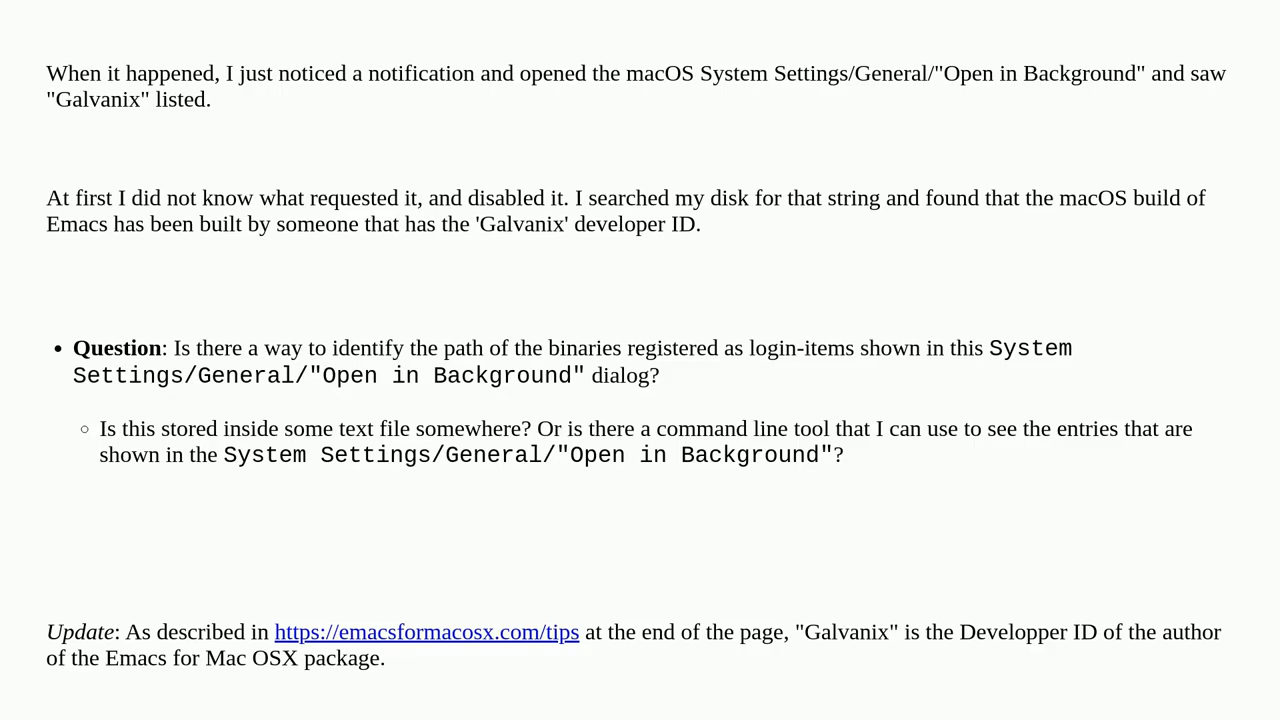 When it happened, I just noticed a notification and opened the macOS System Settings/General/"Open in Background" and saw
"Galvanix" listed.
At first I did not know what requested it, and disabled it. I searched my disk for that string and found that the macOS build of
Emacs has been built by someone that has the 'Galvanix' developer ID.
• Question: Is there a way to identify the path of the binaries registered as login-items shown in this System
Settings/General/"Open in Background" dialog?
◦ Is this stored inside some text file somewhere? Or is there a command line tool that I can use to see the entries that are
shown in the System Settings/General/"Open in Background"?
Update: As described in https://emacsformacosx.com/tips at the end of the page, "Galvanix" is the Developper ID of the author
of the Emacs for Mac OSX package.